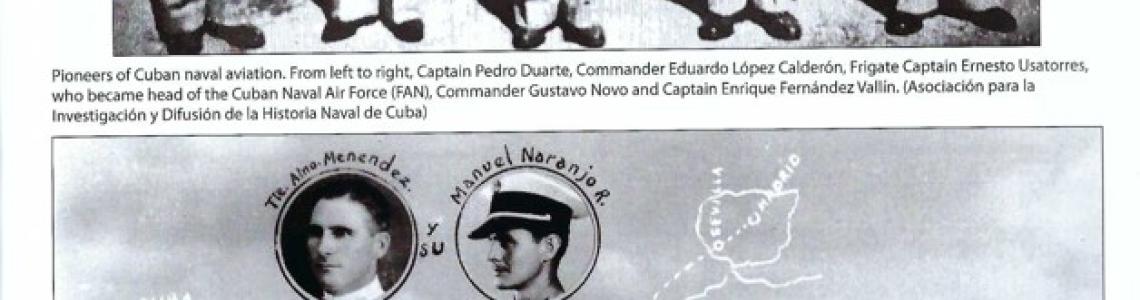 Pioneers of Cuban naval aviation. From left to right, Captain Pedro Duarte, Commander Eduardo López Calderón, Frigate Captain Ernesto Usatorres,
who became head of the Cuban Naval Air Force (FAN), Commander Gustavo Novo and Captain Enrique Fernández Vallín. (Asociación para la
Investigación y Difusión de la Historia Naval de Cuba)
Tte. Alno. Menendez.
y
su
Manuel Naranjo R.
SEVILLA
MADRID